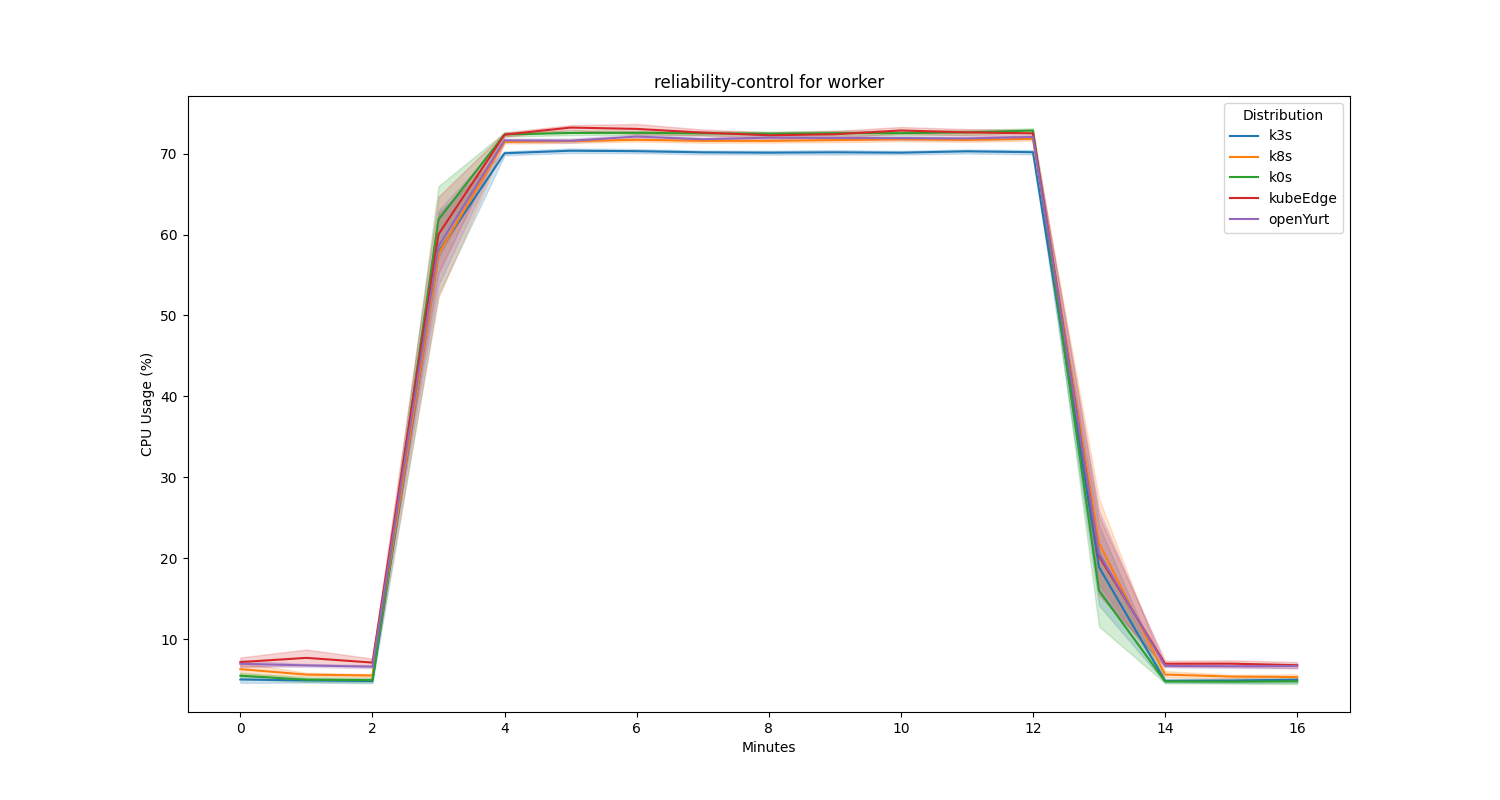 reliability-control for worker
Distribution
k3s
k8s
k0s
kubeEdge
openYurt
CPU Usage (%)
70
60
50
40
30
20
10
0 2 4 6 8 10 12 14 16
Minutes